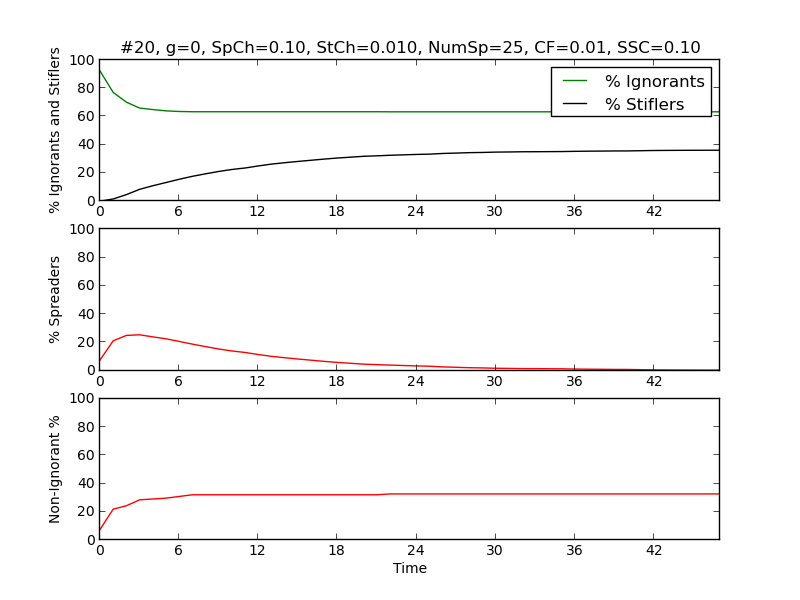 #20, g=0, SpCh=0.10, StCh=0.010, NumSp=25, CF=0.01, SSC=0.10
% Ignorants and Stiflers
100
80
60
40
20
0
% Ignorants
% Stiflers
0 6 12 18 24 30 36 42
% Spreaders
100
80
60
40
20
0
0 6 12 18 24 30 36 42
Non-Ignorant %
100
80
60
40
20
0
0 6 12 18 24 30 36 42
Time